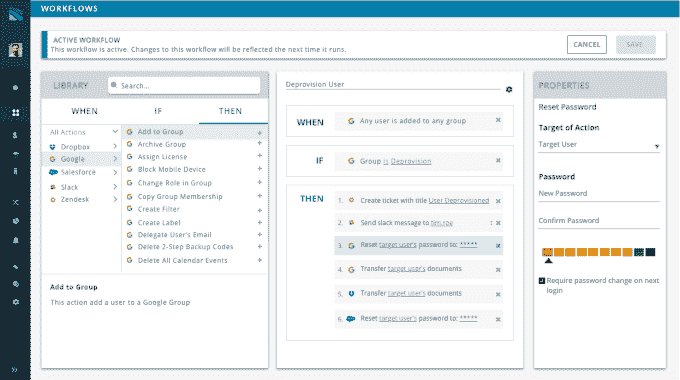 WORKFLOWS
ACTIVE WORKFLOW
This workflow is active. Changes to this workflow will be reflected the next time it runs.
CANCEL
SAVE
LIBRARY
Search...
WHEN
IF
THEN
All Actions
Dropbox
Google
Salesforce
Slack
Zendesk
Add to Group
Archive Group
Assign License
Block Mobile Device
Change Role in Group
Copy Group Membership
Create Filter
Create Label
Delegate User's Email
Delete 2-Step Backup Codes
Delete All Calendar Events
Add to Group
This action add a user to a Google Group
Deprovision User
WHEN
Any user is added to any group
IF
Group is Deprovision
THEN
1. Create ticket with title User Deprovisioned
2. Send slack message to tim.roe
3. Reset target user's password to: *****
4. Transfer target user's documents
5. Transfer target user's documents
6. Reset target user's password to: *****
PROPERTIES
Reset Password
Target of Action
Target User
Password
New Password
Confirm Password
Require password change on next
login